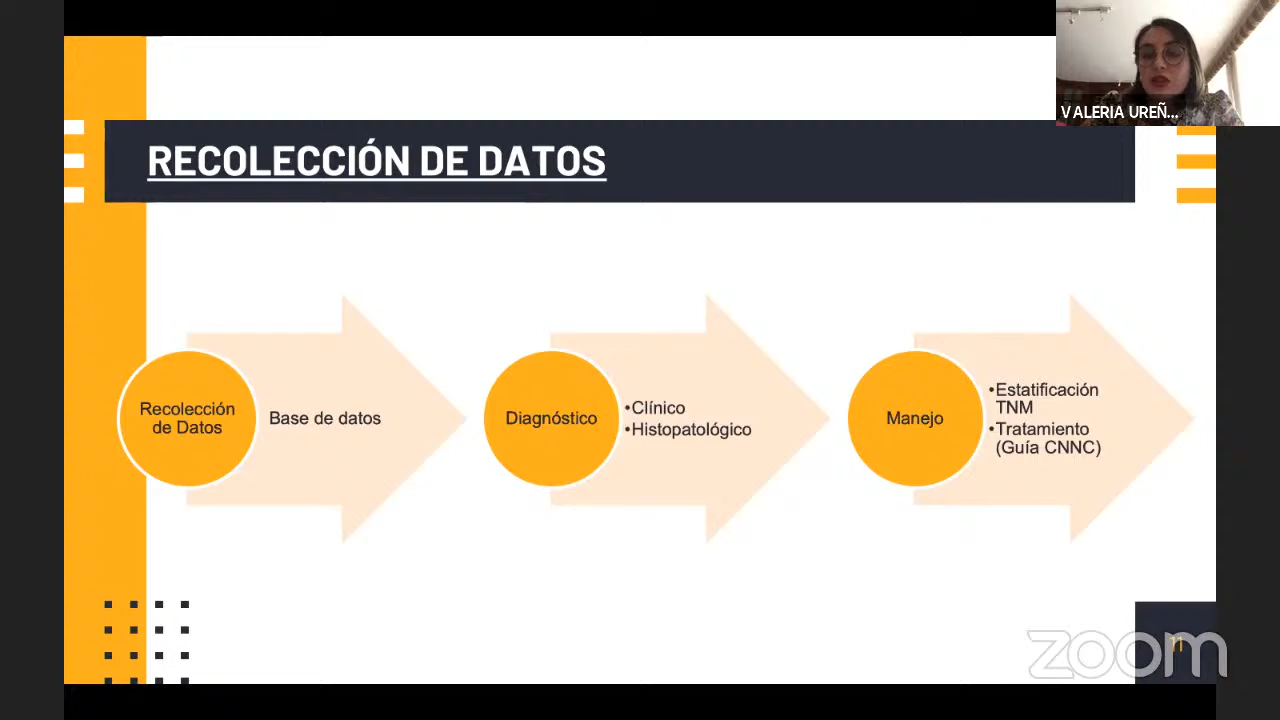 VALERIA UREÑ...
RECOLECCIÓN DE DATOS
Recolección
de Datos
Base de datos
Diagnóstico
•Clínico
•Histopatológico
Manejo
•Estatificación
TNM
•Tratamiento
(Guía CNNC)
11
zoom